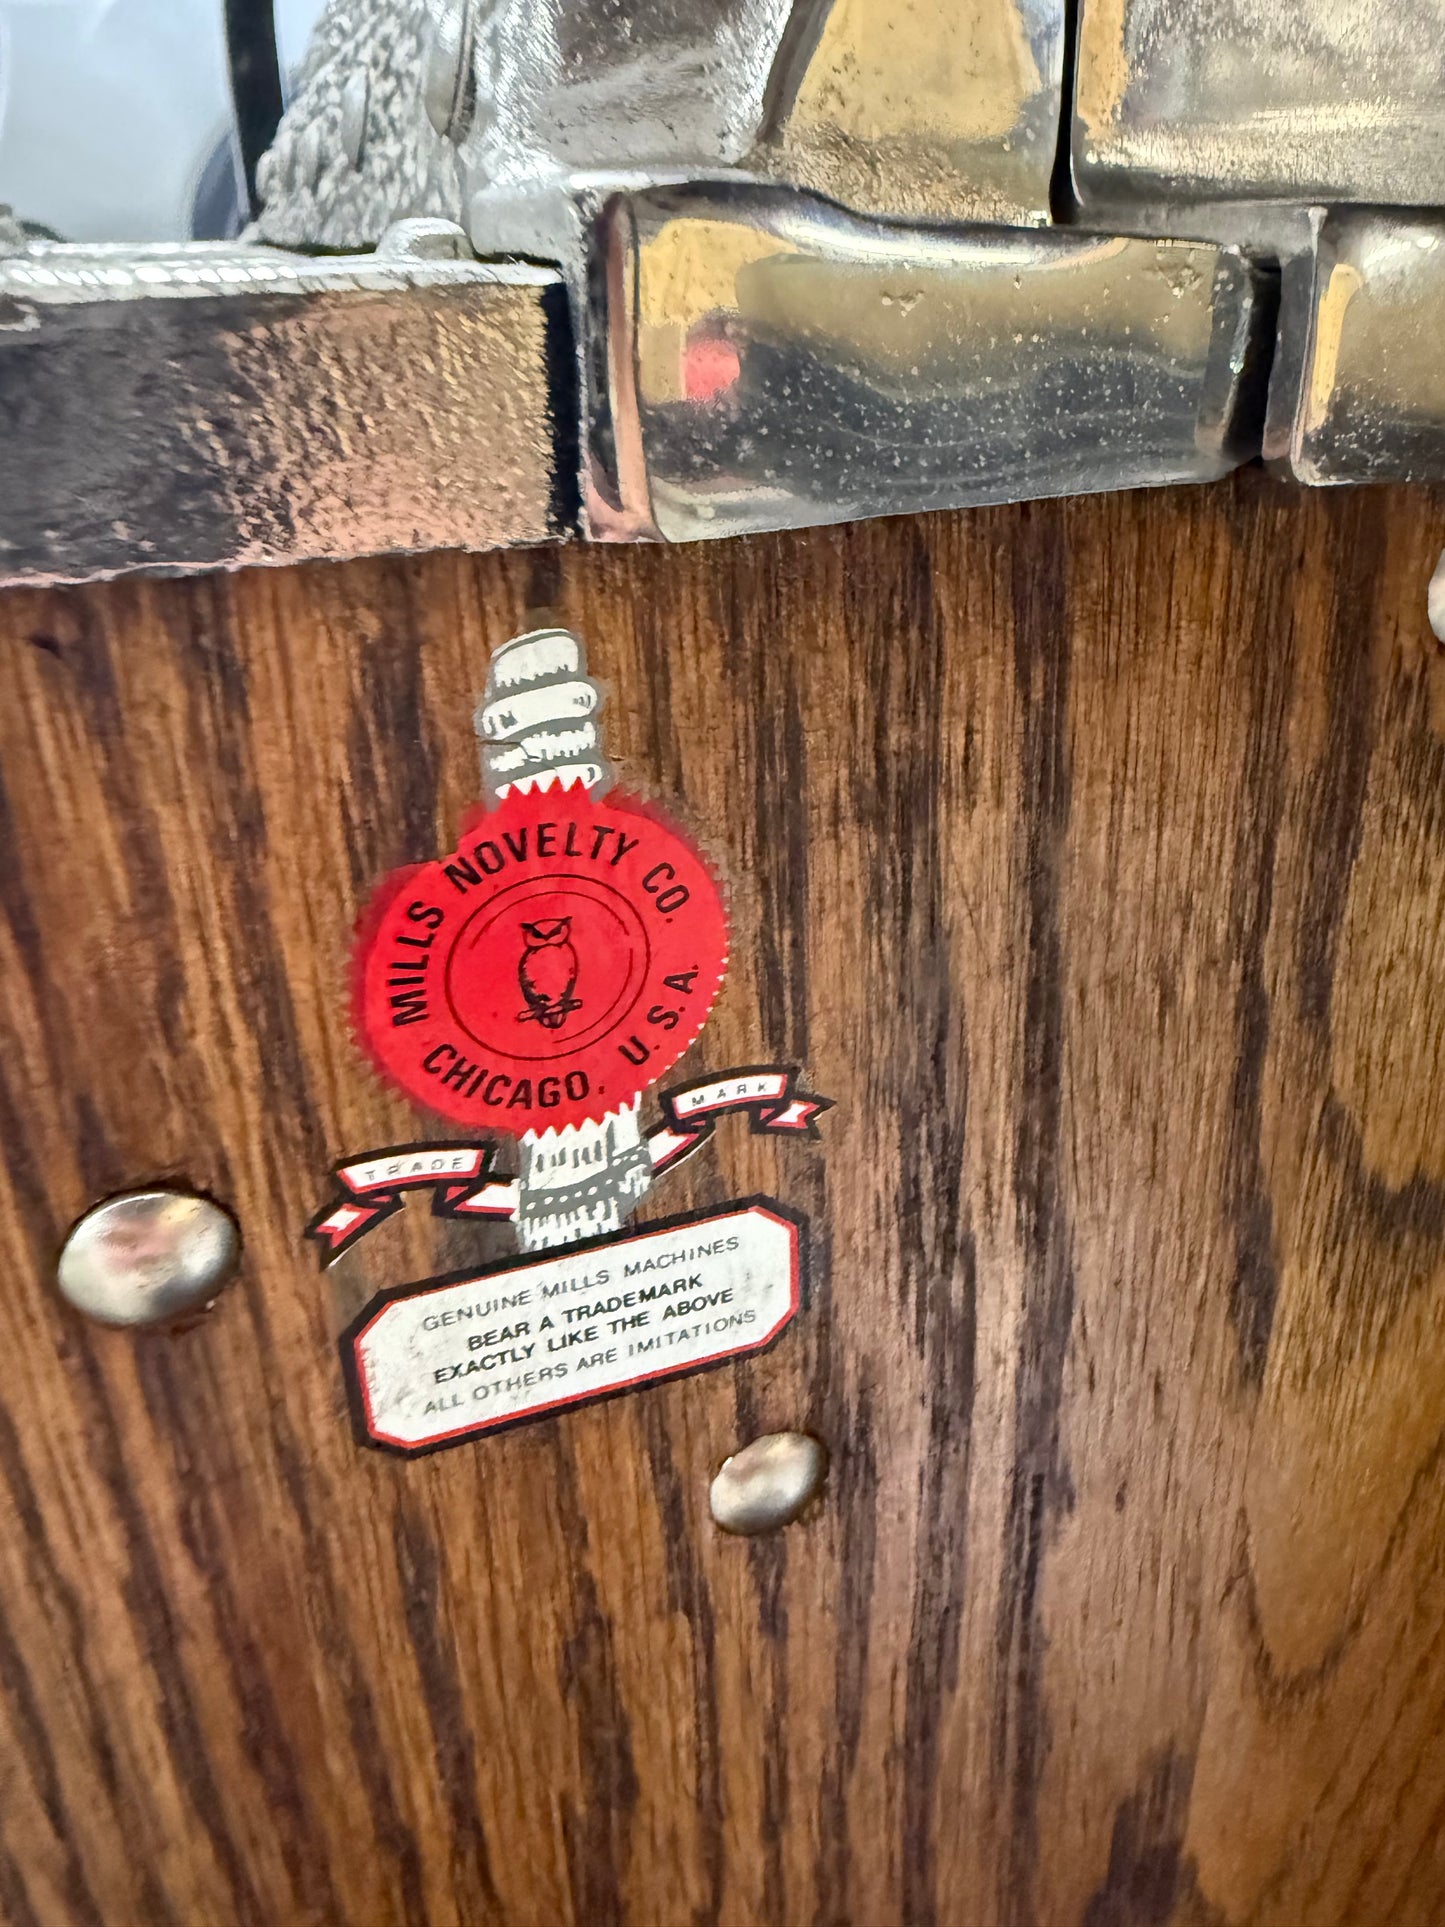 MILLS NOVELTY CO.
CHICAGO. U.S.A.
TRADE MARK
GENUINE MILLS MACHINES
BEAR A TRADEMARK
EXACTLY LIKE THE ABOVE
ALL OTHERS ARE IMITATIONS